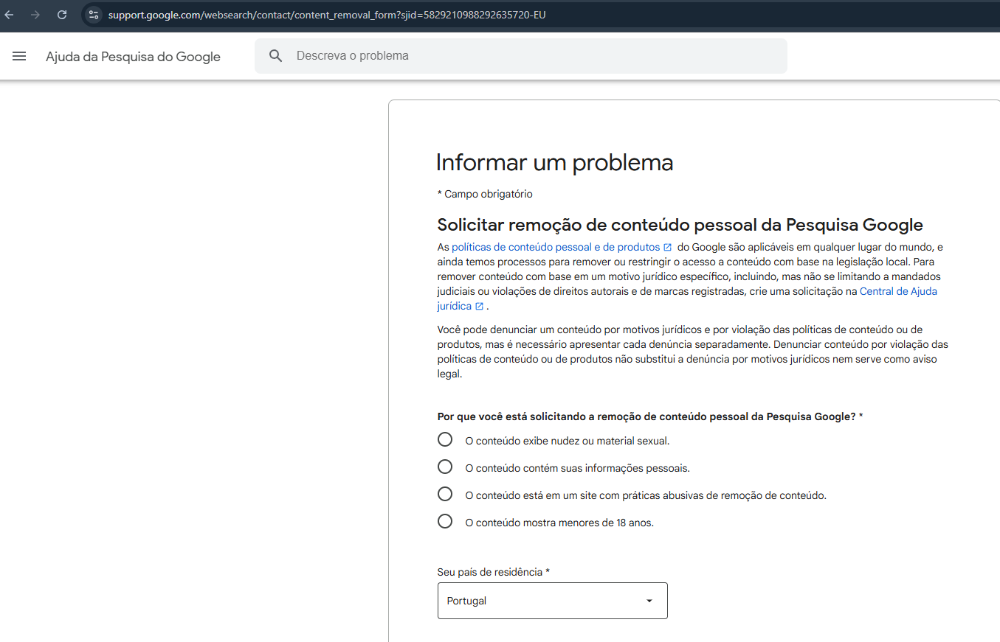 support.google.com/websearch/contact/content_removal_form?sjid=5829210988292635720-EU
Ajuda da Pesquisa do Google
Descreva o problema
Informar um problema
* Campo obrigatório
Solicitar remoção de conteúdo pessoal da Pesquisa Google
As políticas de conteúdo pessoal e de produtos do Google são aplicáveis em qualquer lugar do mundo, e
ainda temos processos para remover ou restringir o acesso a conteúdo com base na legislação local. Para
remover conteúdo com base em um motivo jurídico específico, incluindo, mas não se limitando a mandados
judiciais ou violações de direitos autorais e de marcas registradas, crie uma solicitação na Central de Ajuda
jurídica .
Você pode denunciar um conteúdo por motivos jurídicos e por violação das políticas de conteúdo ou de
produtos, mas é necessário apresentar cada denúncia separadamente. Denunciar conteúdo por violação das
políticas de conteúdo ou de produtos não substitui a denúncia por motivos jurídicos nem serve como aviso
legal.
Por que você está solicitando a remoção de conteúdo pessoal da Pesquisa Google? *
O conteúdo exibe nudez ou material sexual.
O conteúdo contém suas informações pessoais.
O conteúdo está em um site com práticas abusivas de remoção de conteúdo.
O conteúdo mostra menores de 18 anos.
Seu país de residência *
Portugal